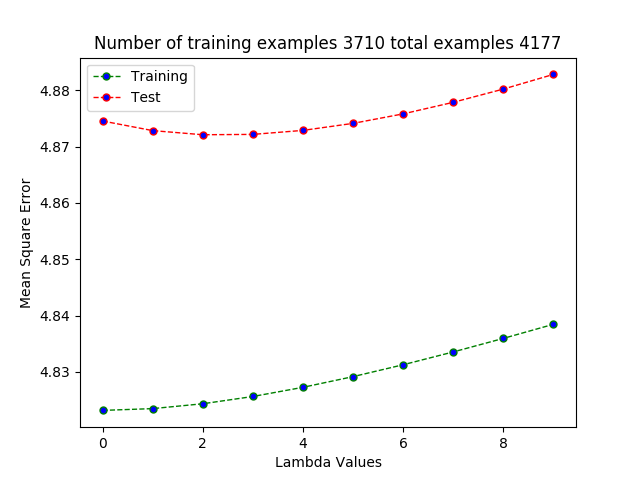 Number of training examples 3710 total examples 4177
Training
Test
4.88
4.87
4.86
4.85
4.84
4.83
Mean Square Error
0 2 4 6 8
Lambda Values